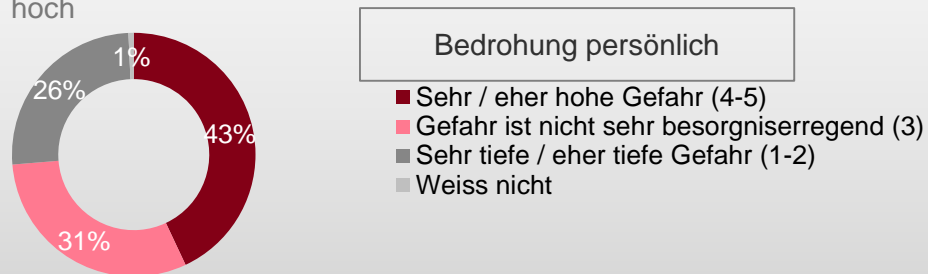 hoch
1%
26%
43%
31%
Bedrohung persönlich
Sehr / eher hohe Gefahr (4-5)
Gefahr ist nicht sehr besorgniserregend (3)
Sehr tiefe / eher tiefe Gefahr (1-2)
Weiss nicht